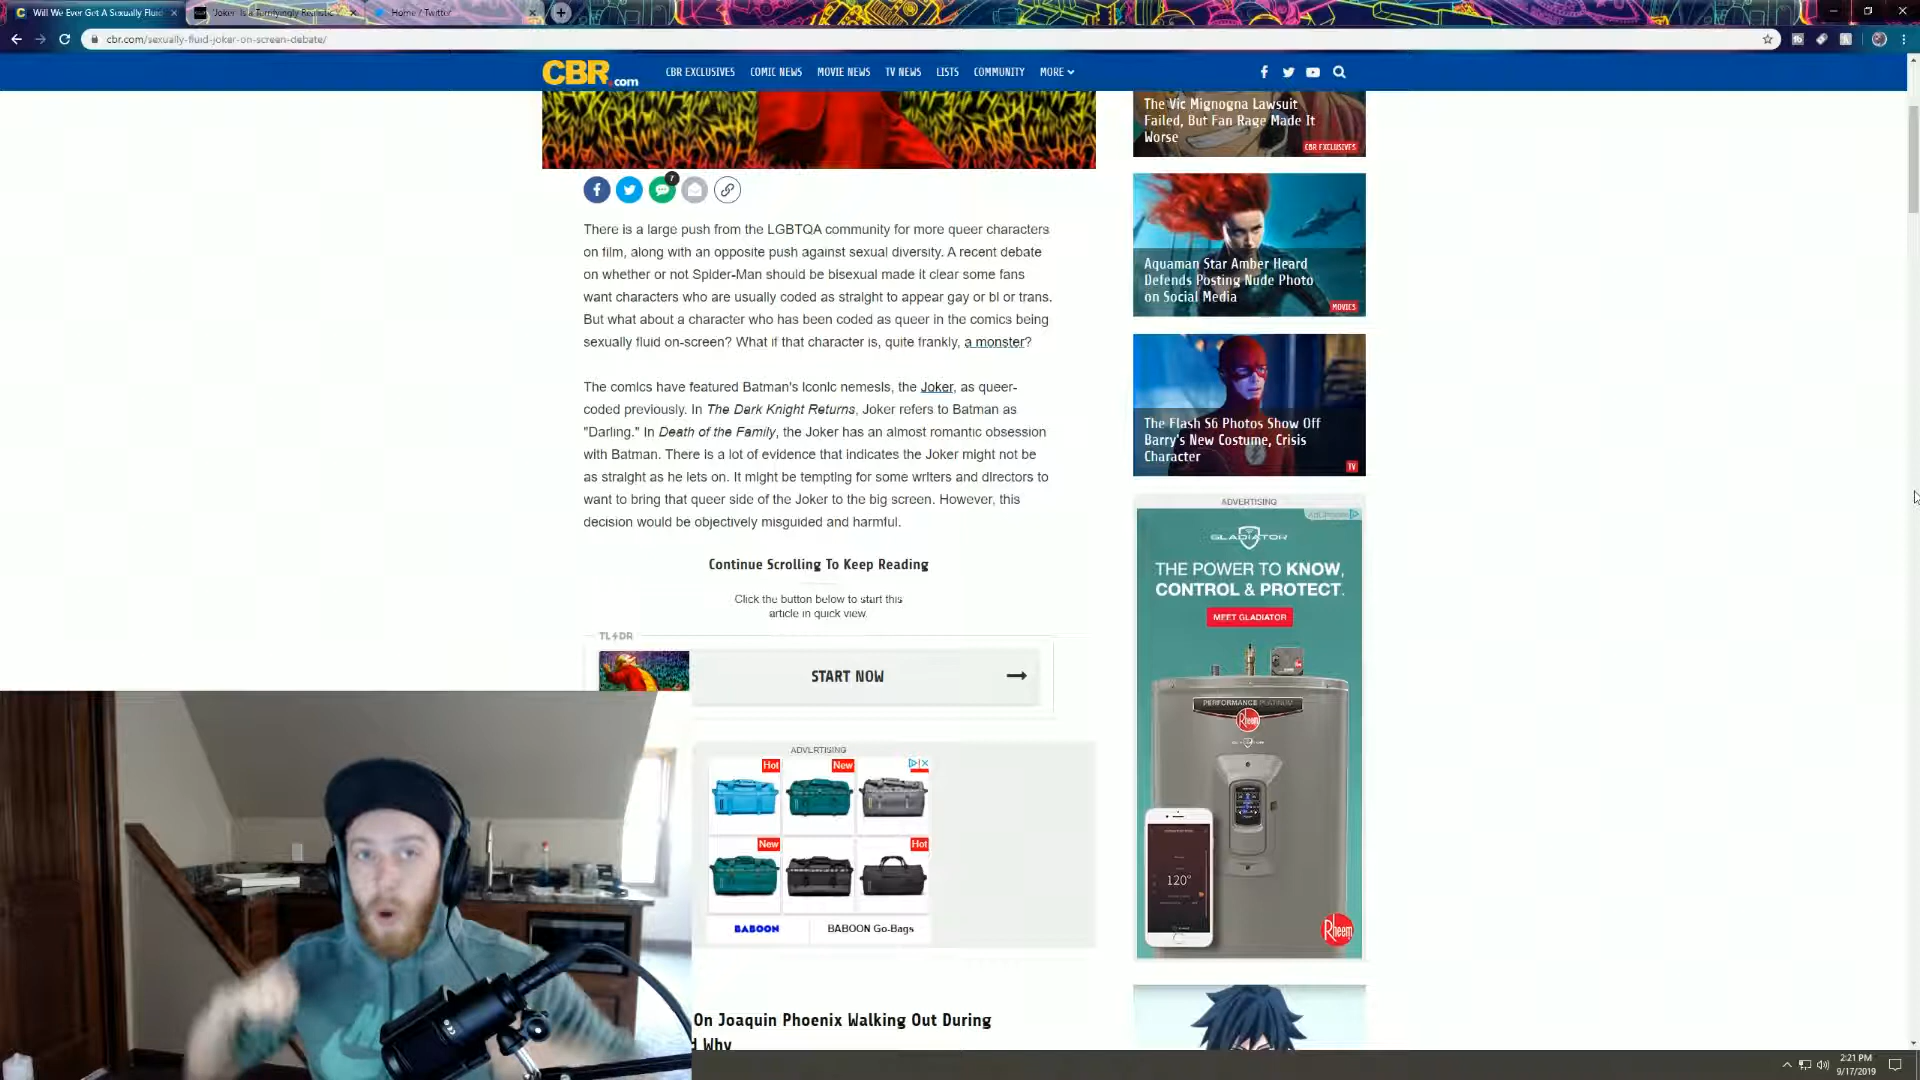 Will We Ever Get A Sexually Fluid
'Joker' Is a Terrifyingly Realistic
Home / Twitter
cbr.com/sexually-fluid-joker-on-screen-debate/
CBR.com
CBR EXCLUSIVES
COMIC NEWS
MOVIE NEWS
TV NEWS
LISTS
COMMUNITY
MORE
7
There is a large push from the LGBTQA community for more queer characters
on film, along with an opposite push against sexual diversity. A recent debate
on whether or not Spider-Man should be bisexual made it clear some fans
want characters who are usually coded as straight to appear gay or bi or trans.
But what about a character who has been coded as queer in the comics being
sexually fluid on-screen? What if that character is, quite frankly, a monster?
The comics have featured Batman's iconic nemesis, the Joker, as queer-
coded previously. In The Dark Knight Returns, Joker refers to Batman as
"Darling." In Death of the Family, the Joker has an almost romantic obsession
with Batman. There is a lot of evidence that indicates the Joker might not be
as straight as he lets on. It might be tempting for some writers and directors to
want to bring that queer side of the Joker to the big screen. However, this
decision would be objectively misguided and harmful.
Continue Scrolling To Keep Reading
Click the button below to start this
article in quick view.
TL DR
START NOW
ADVERTISING
Hot
New
New
Hot
BABOON
BABOON Go-Bags
On Joaquin Phoenix Walking Out During
d Why
The Vic Mignogna Lawsuit
Failed, But Fan Rage Made It
Worse
CBR EXCLUSIVES
Aquaman Star Amber Heard
Defends Posting Nude Photo
on Social Media
MOVIES
The Flash S6 Photos Show Off
Barry's New Costume, Crisis
Character
TV
ADVERTISING
GLADIATOR
THE POWER TO KNOW,
CONTROL & PROTECT.
MEET GLADIATOR
PERFORMANCE PLATINUM
Rheem
120°
Rheem
2:21 PM
9/17/2019